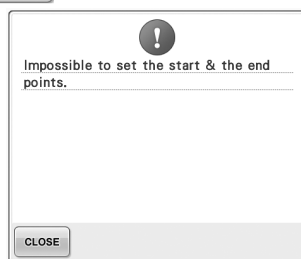 Impossible to set the start & the end
points.
CLOSE